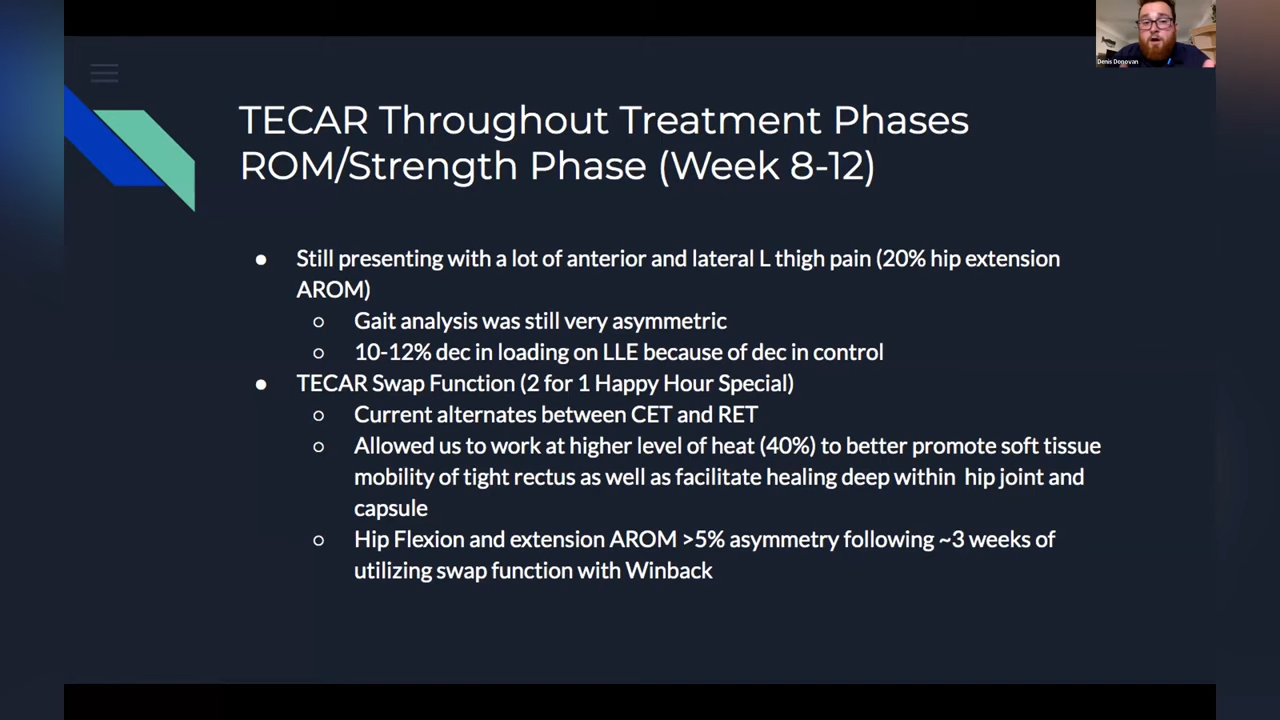 Denis Donovan
TECAR Throughout Treatment Phases
ROM/Strength Phase (Week 8-12)
● Still presenting with a lot of anterior and lateral L thigh pain (20% hip extension
AROM)
○ Gait analysis was still very asymmetric
○ 10-12% dec in loading on LLE because of dec in control
● TECAR Swap Function (2 for 1 Happy Hour Special)
○ Current alternates between CET and RET
○ Allowed us to work at higher level of heat (40%) to better promote soft tissue
mobility of tight rectus as well as facilitate healing deep within hip joint and
capsule
○ Hip Flexion and extension AROM >5% asymmetry following ~3 weeks of
utilizing swap function with Winback